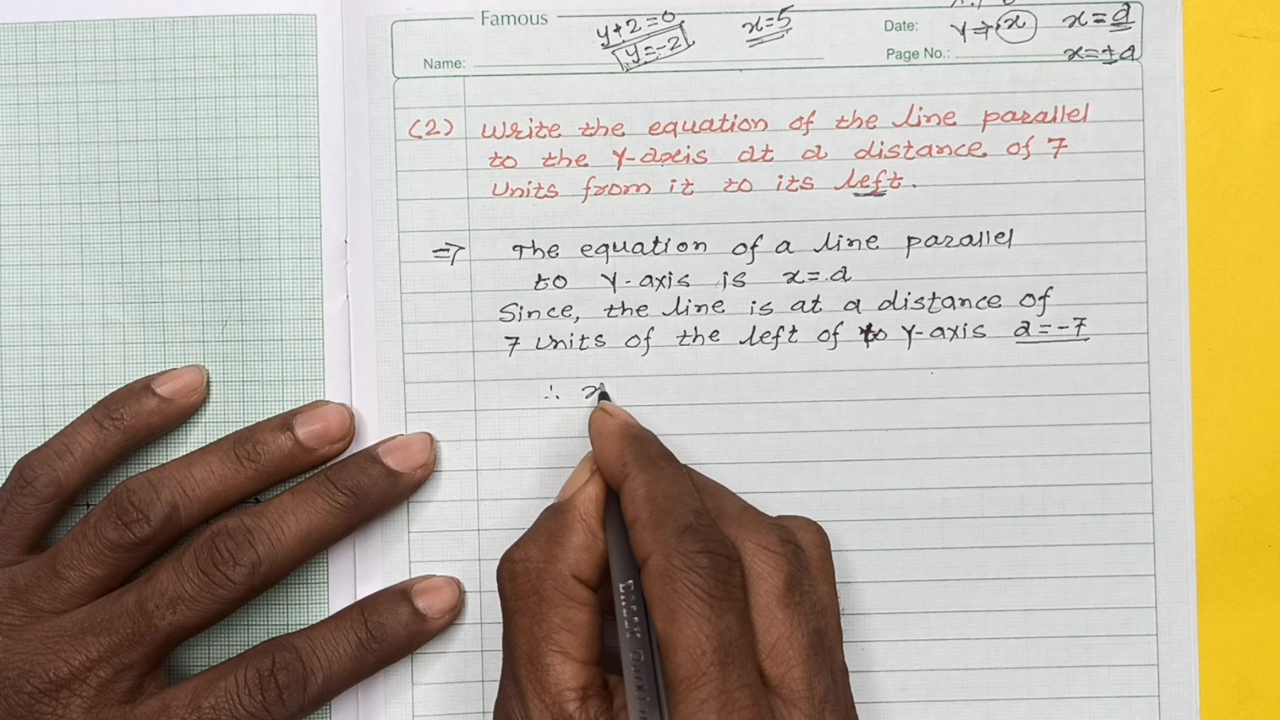 Famous
y+2=0
y=-2
x=5
Date:
y ⇒ x
x=a
Name:
Page No.:
x=±a
(2) Write the equation of the line parallel
to the Y-axis at a distance of 7
Units from it to its left.
⇒ The equation of a line parallel
to Y-axis is x=a
Since, the line is at a distance of
7 units of the left of to Y-axis a=-7
∴ x